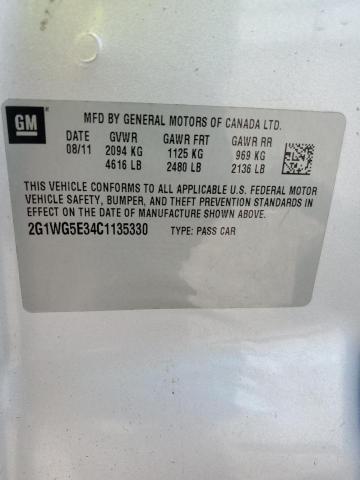 GM
MFD BY GENERAL MOTORS OF CANADA LTD.
DATE GVWR GAWR FRT GAWR RR
08/11 2094 KG 1125 KG 969 KG
4616 LB 2480 LB 2136 LB
THIS VEHICLE CONFORMS TO ALL APPLICABLE U.S. FEDERAL MOTOR
VEHICLE SAFETY, BUMPER, AND THEFT PREVENTION STANDARDS IN
EFFECT ON THE DATE OF MANUFACTURE SHOWN ABOVE.
2G1WG5E34C1135330 TYPE: PASS CAR